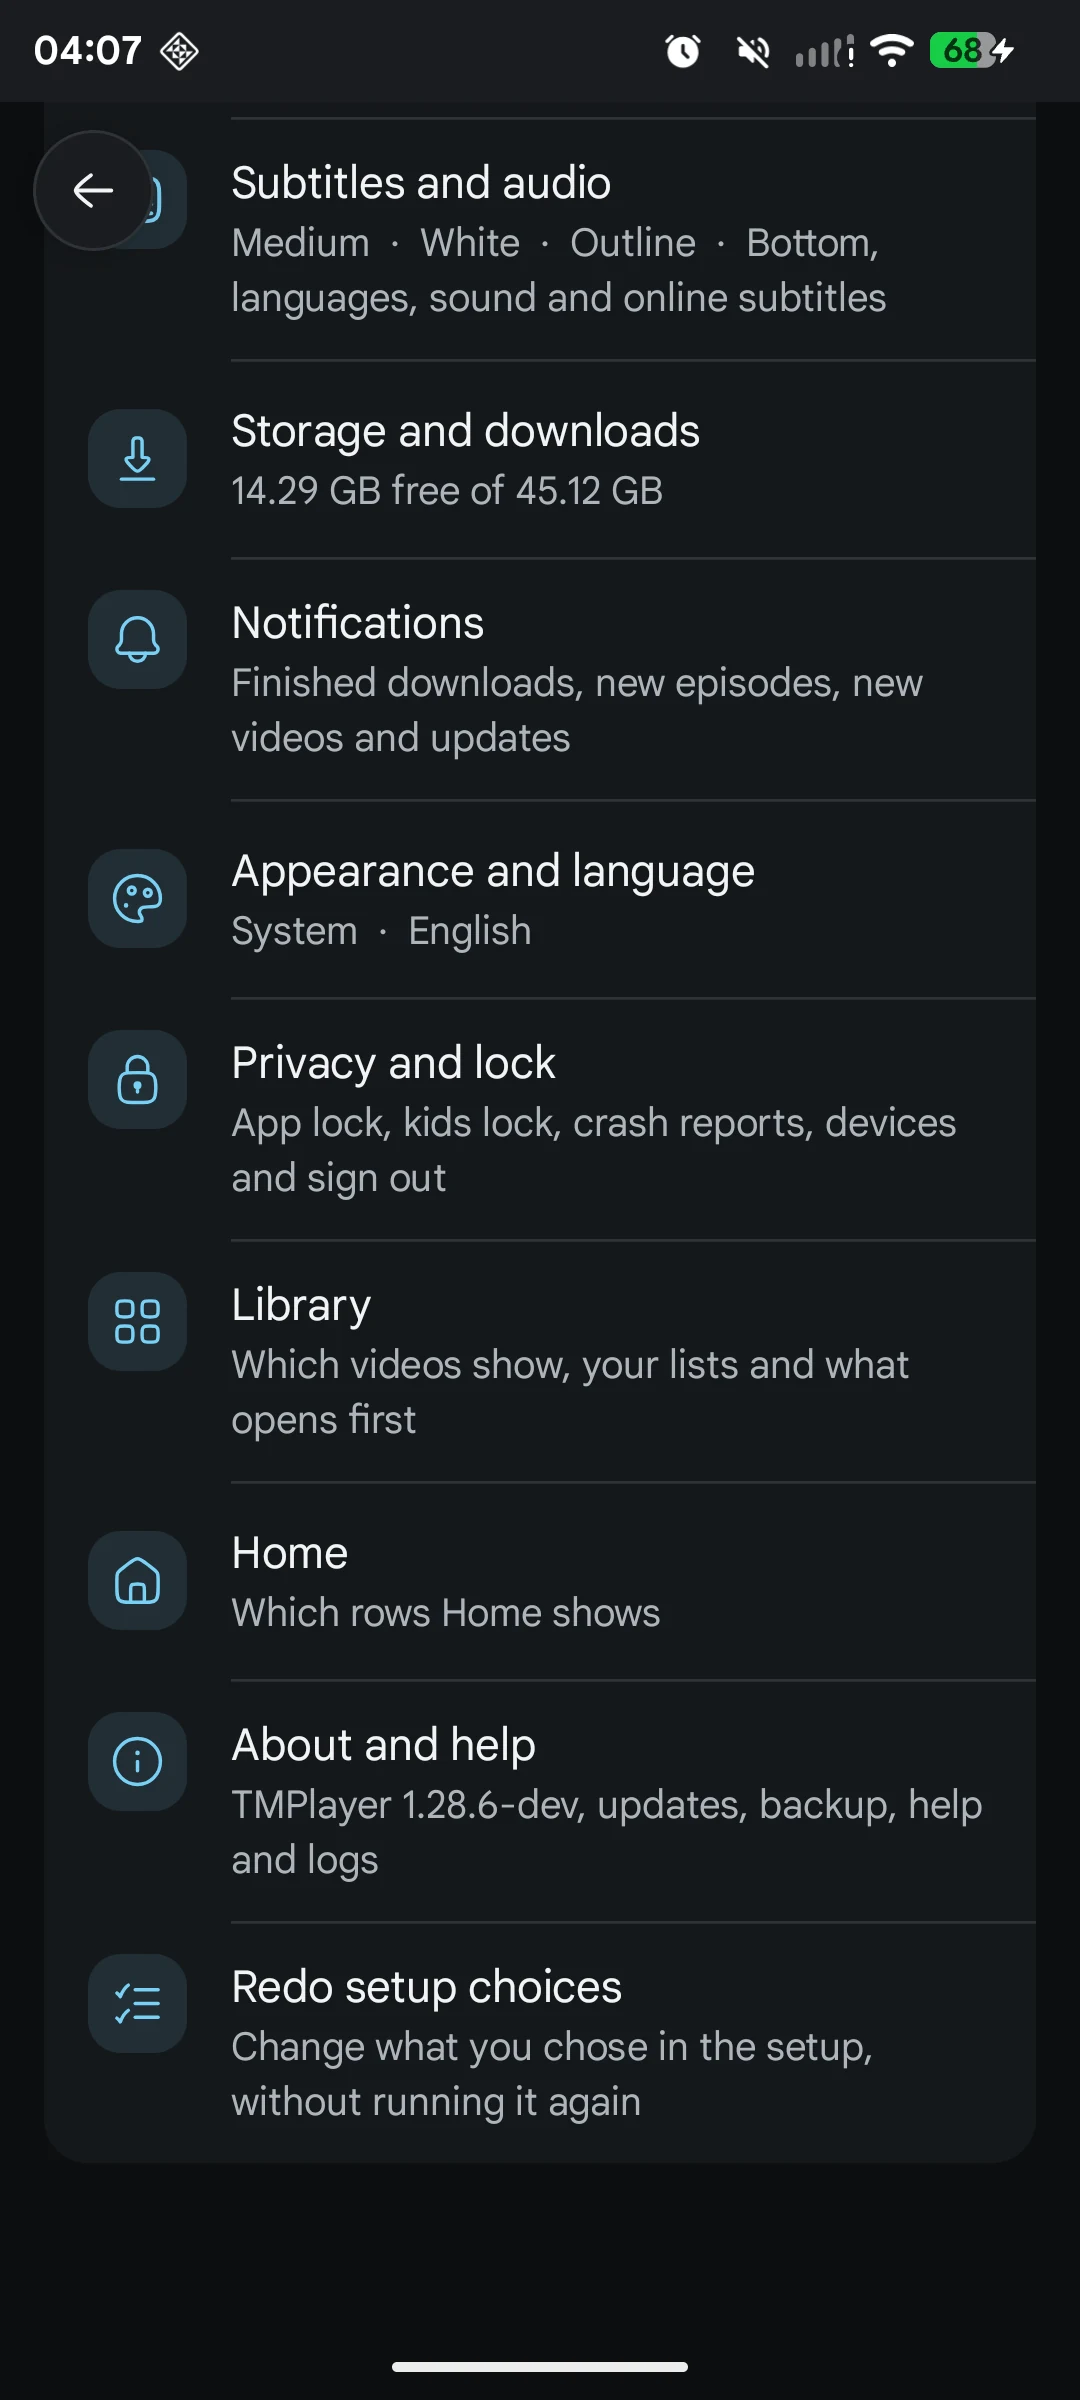 04:07
68
Subtitles and audio
Medium · White · Outline · Bottom,
languages, sound and online subtitles
Storage and downloads
14.29 GB free of 45.12 GB
Notifications
Finished downloads, new episodes, new
videos and updates
Appearance and language
System · English
Privacy and lock
App lock, kids lock, crash reports, devices
and sign out
Library
Which videos show, your lists and what
opens first
Home
Which rows Home shows
About and help
TMPlayer 1.28.6-dev, updates, backup, help
and logs
Redo setup choices
Change what you chose in the setup,
without running it again